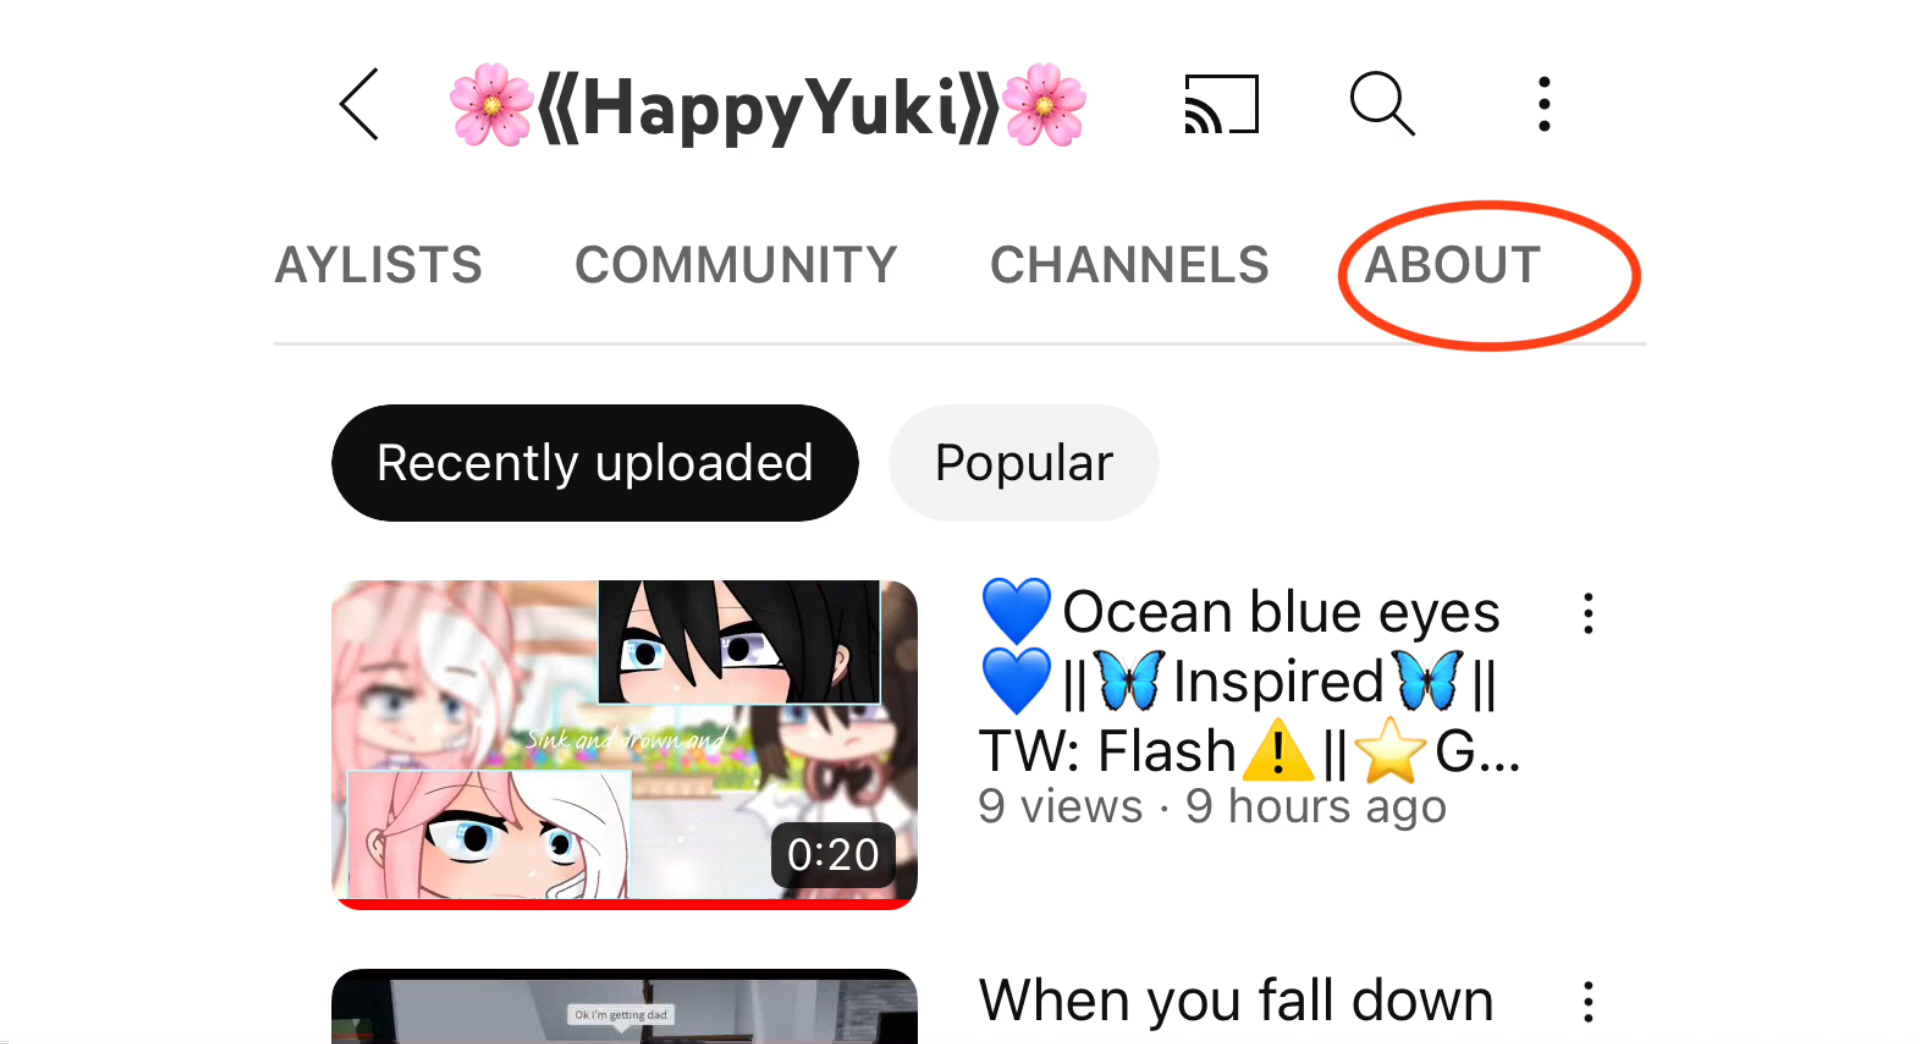 🌸⟪HappyYuki⟫🌸
AYLISTS COMMUNITY CHANNELS ABOUT
Recently uploaded Popular
💙Ocean blue eyes
💙||🦋Inspired🦋||
TW: Flash⚠️||⭐G...
9 views · 9 hours ago
Sink and drown and
0:20
When you fall down
Ok i'm getting dad